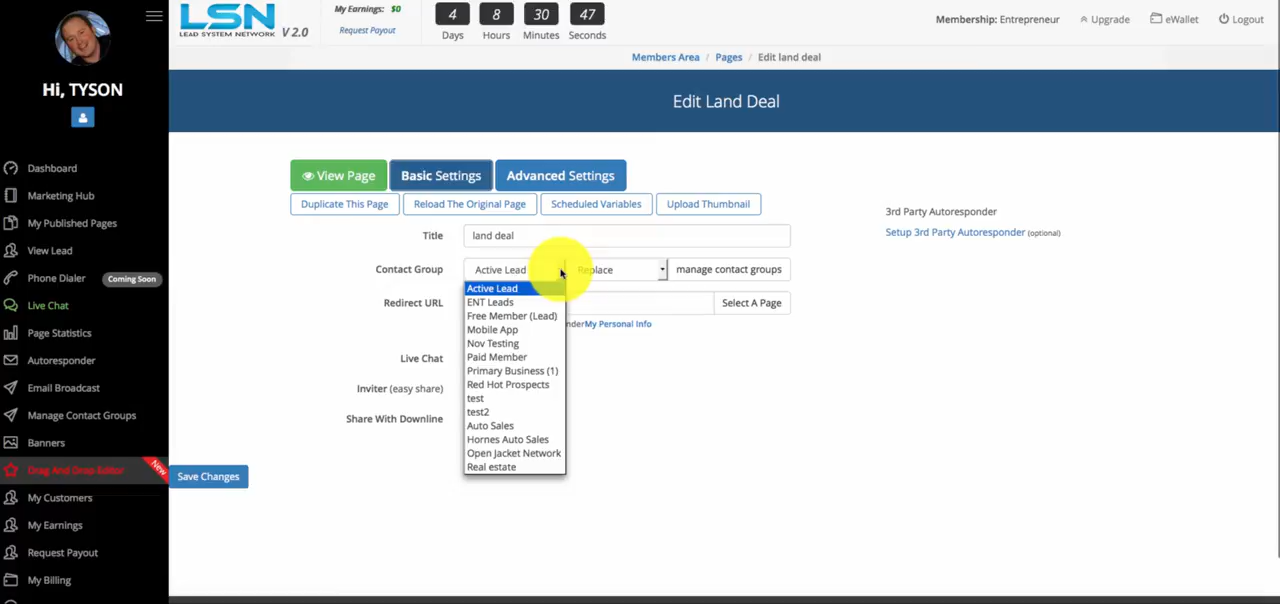 LSN
LEAD SYSTEM NETWORK
V 2.0
My Earnings: $0
Request Payout
4 8 30 47
Days Hours Minutes Seconds
Membership: Entrepreneur
Upgrade
eWallet
Logout
Members Area / Pages / Edit land deal
Hi, TYSON
Dashboard
Marketing Hub
My Published Pages
View Lead
Phone Dialer Coming Soon
Live Chat
Page Statistics
Autoresponder
Email Broadcast
Manage Contact Groups
Banners
Drag And Drop Editor New
My Customers
My Earnings
Request Payout
My Billing
Edit Land Deal
View Page Basic Settings Advanced Settings
Duplicate This Page Reload The Original Page Scheduled Variables Upload Thumbnail
Title land deal
Contact Group Active Lead Replace manage contact groups
Active Lead
ENT Leads
Free Member (Lead)
Mobile App
Nov Testing
Paid Member
Primary Business (1)
Red Hot Prospects
test
test2
Auto Sales
Hornes Auto Sales
Open Jacket Network
Real estate
Redirect URL Select A Page
My Personal Info
Live Chat
Inviter (easy share)
Share With Downline
Save Changes
3rd Party Autoresponder
Setup 3rd Party Autoresponder (optional)